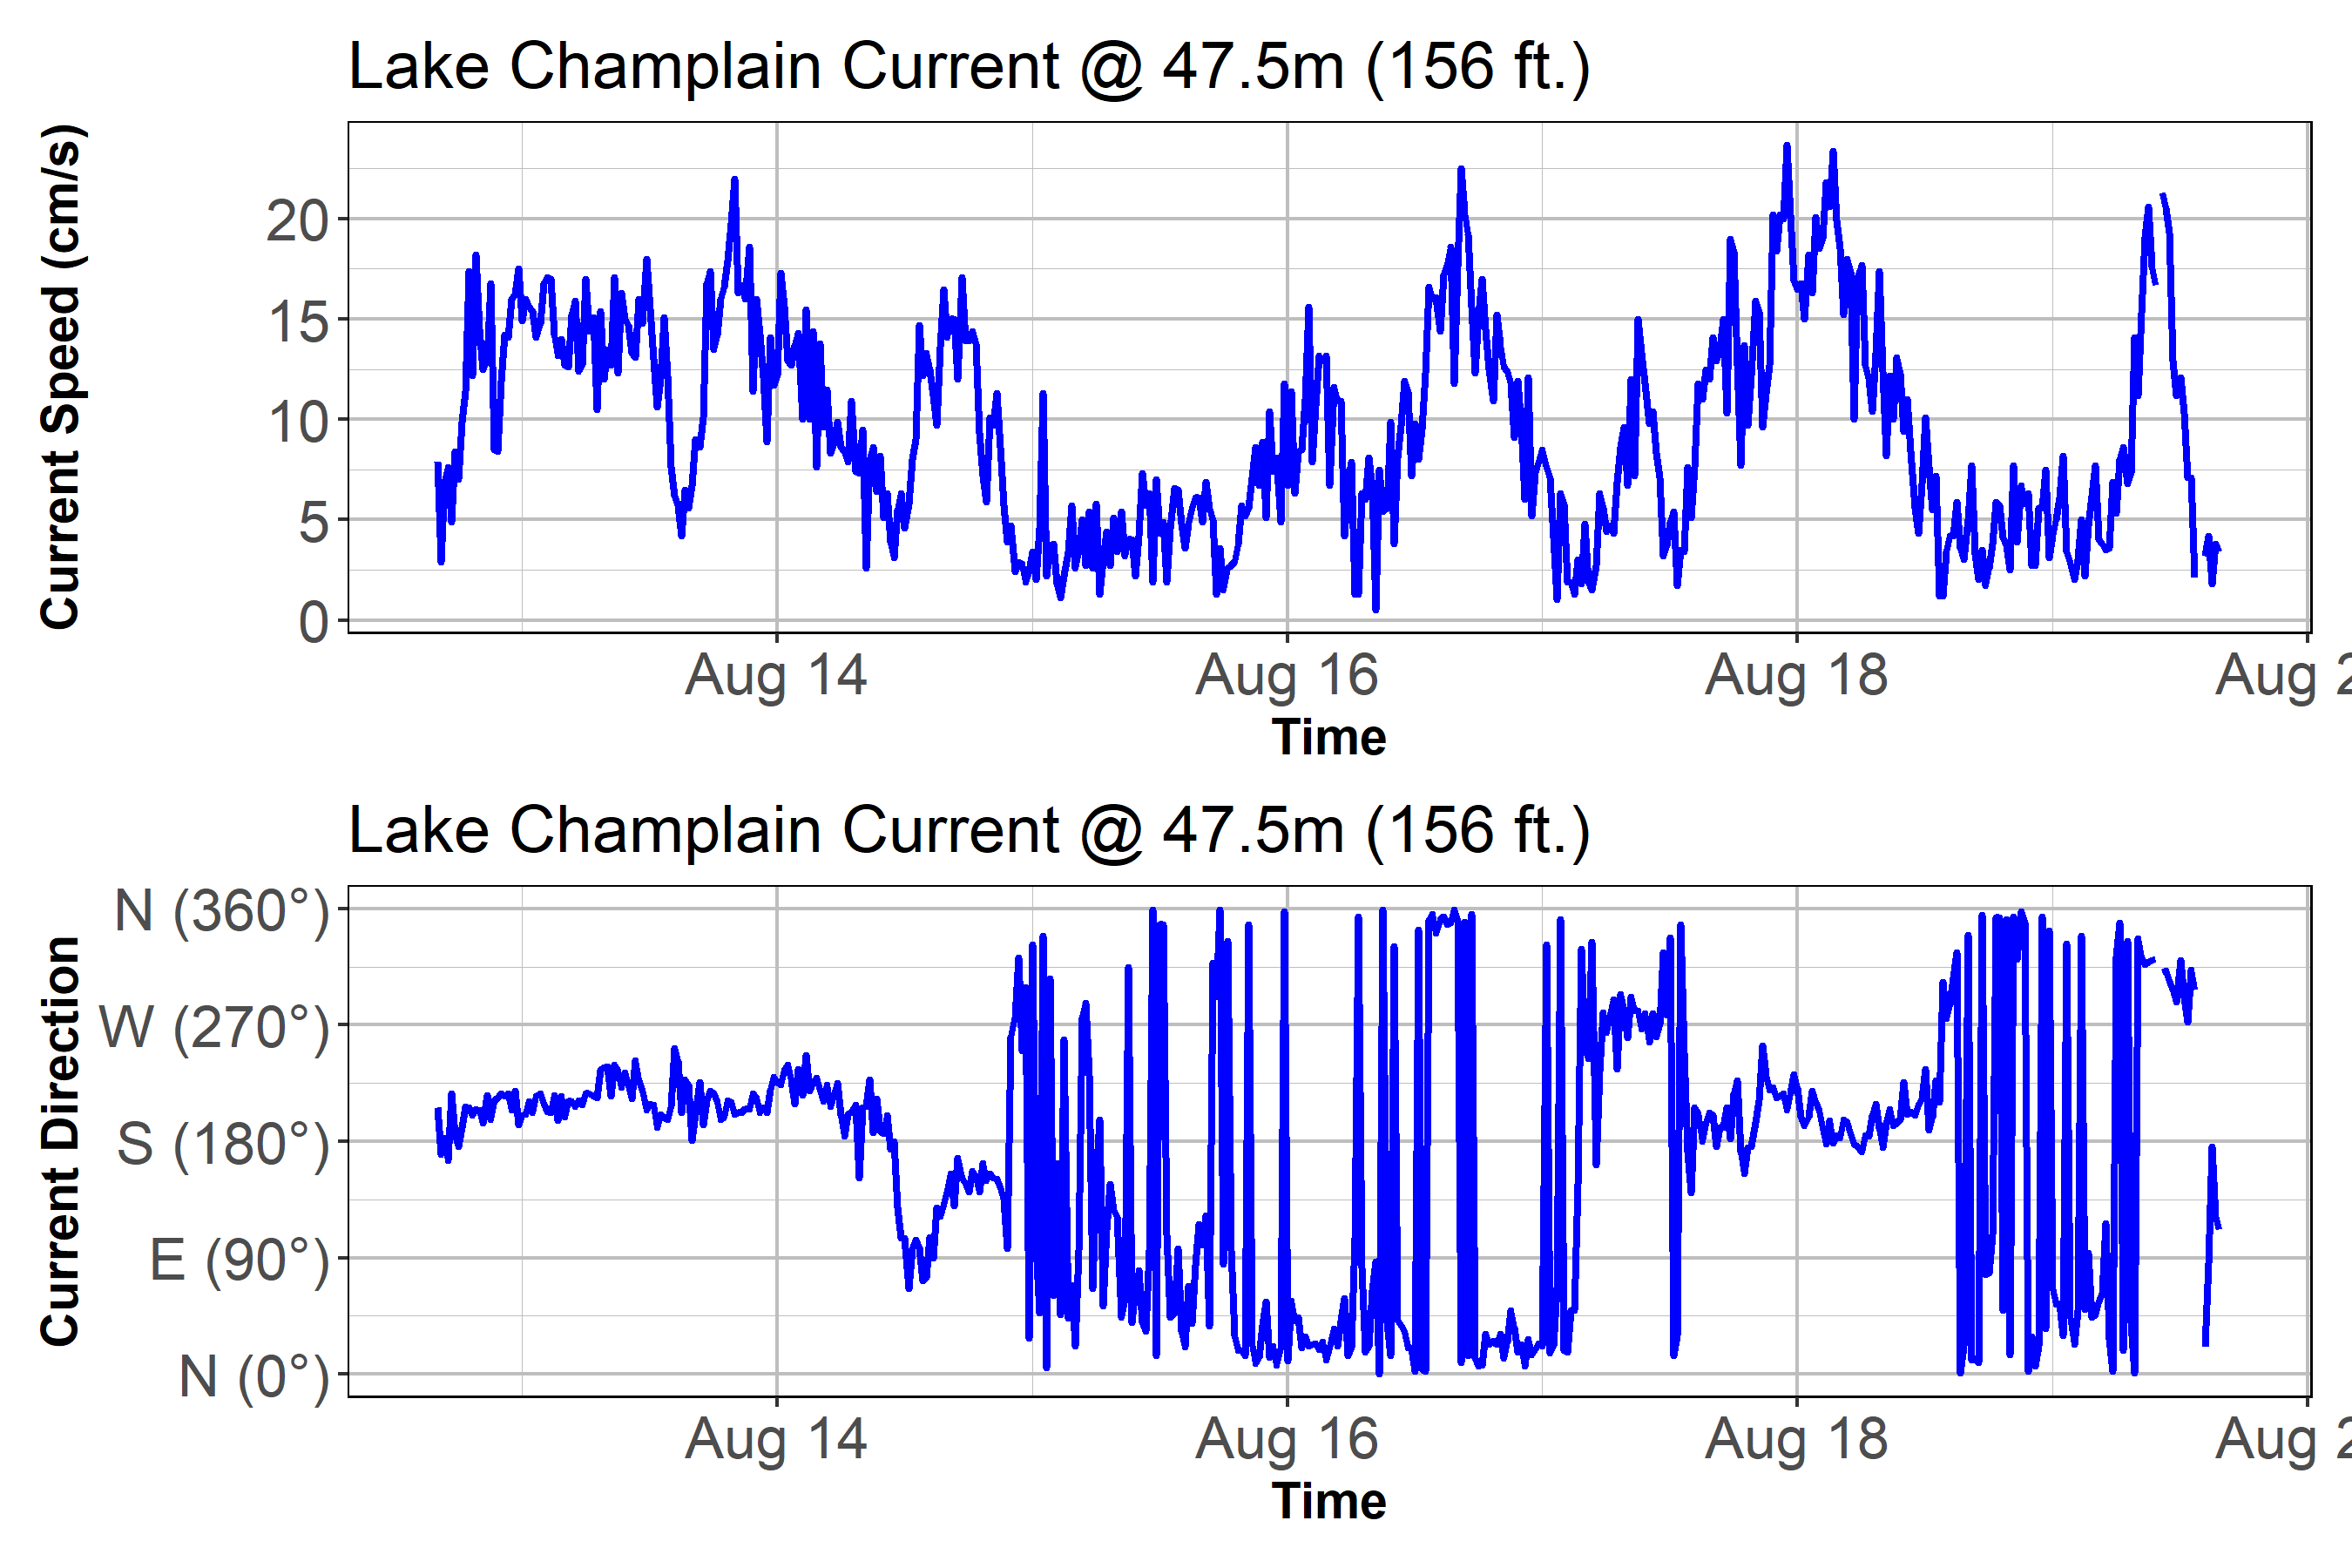 Lake Champlain Current @ 47.5m (156 ft.)
Current Speed (cm/s)
20
15
10
5
0
Aug 14 Aug 16 Aug 18 Aug 2
Time
Lake Champlain Current @ 47.5m (156 ft.)
Current Direction
N (360°)
W (270°)
S (180°)
E (90°)
N (0°)
Aug 14 Aug 16 Aug 18 Aug 2
Time